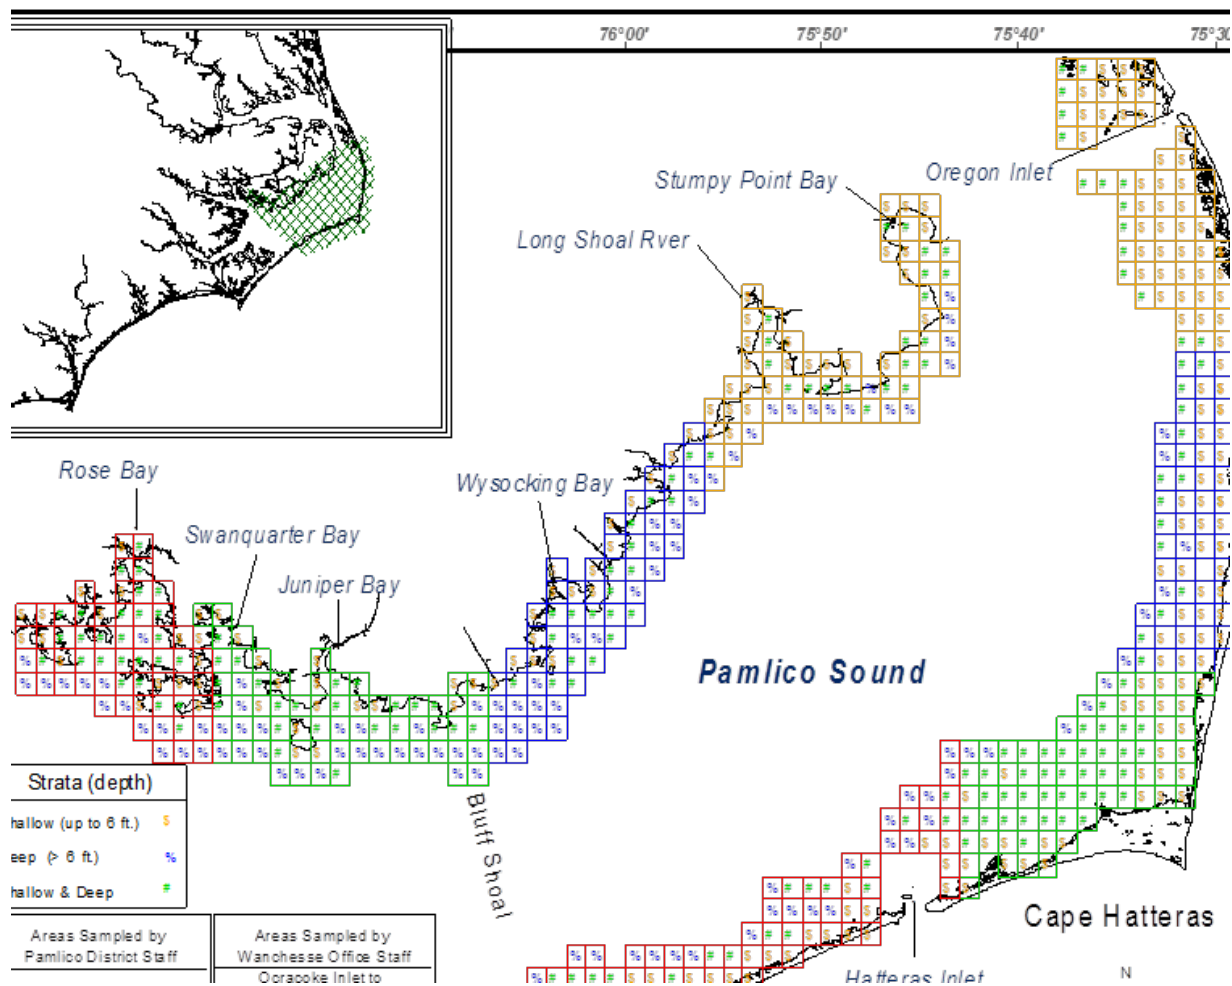 76°00'
75°50'
75°40'
75°30
Oregon Inlet
Stumpy Point Bay
Long Shoal Rver
Rose Bay
Wysocking Bay
Swanquarter Bay
Juniper Bay
Pamlico Sound
Strata (depth)
hallow (up to 6 ft.) $
eep (> 6 ft.) %
hallow & Deep #
Bluff Shoal
Cape Hatteras
Areas Sampled by
Pamlico District Staff
Areas Sampled by
Wanchesse Office Staff
Ocracoke Inlet to
Hatteras Inlet
N